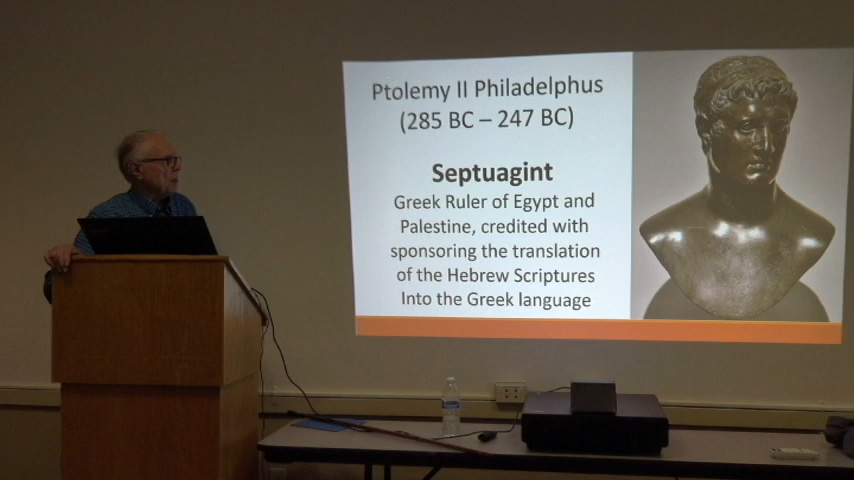 Ptolemy II Philadelphus
(285 BC – 247 BC)
Septuagint
Greek Ruler of Egypt and
Palestine, credited with
sponsoring the translation
of the Hebrew Scriptures
Into the Greek language